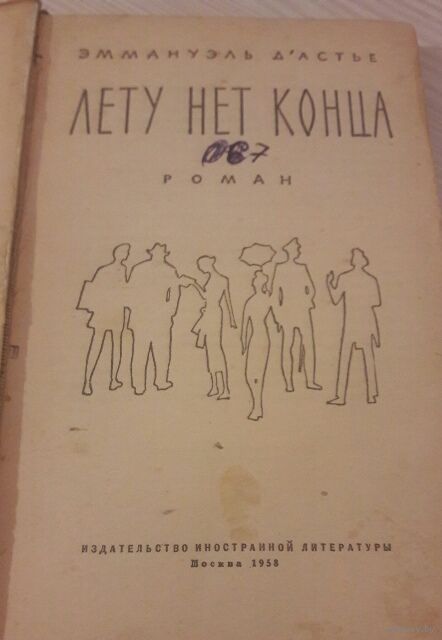 ЭММАНУЭЛЬ Д'АСТЬЕ
ЛЕТУ НЕТ КОНЦА
РОМАН
ИЗДАТЕЛЬСТВО ИНОСТРАННОЙ ЛИТЕРАТУРЫ
Москва 1958